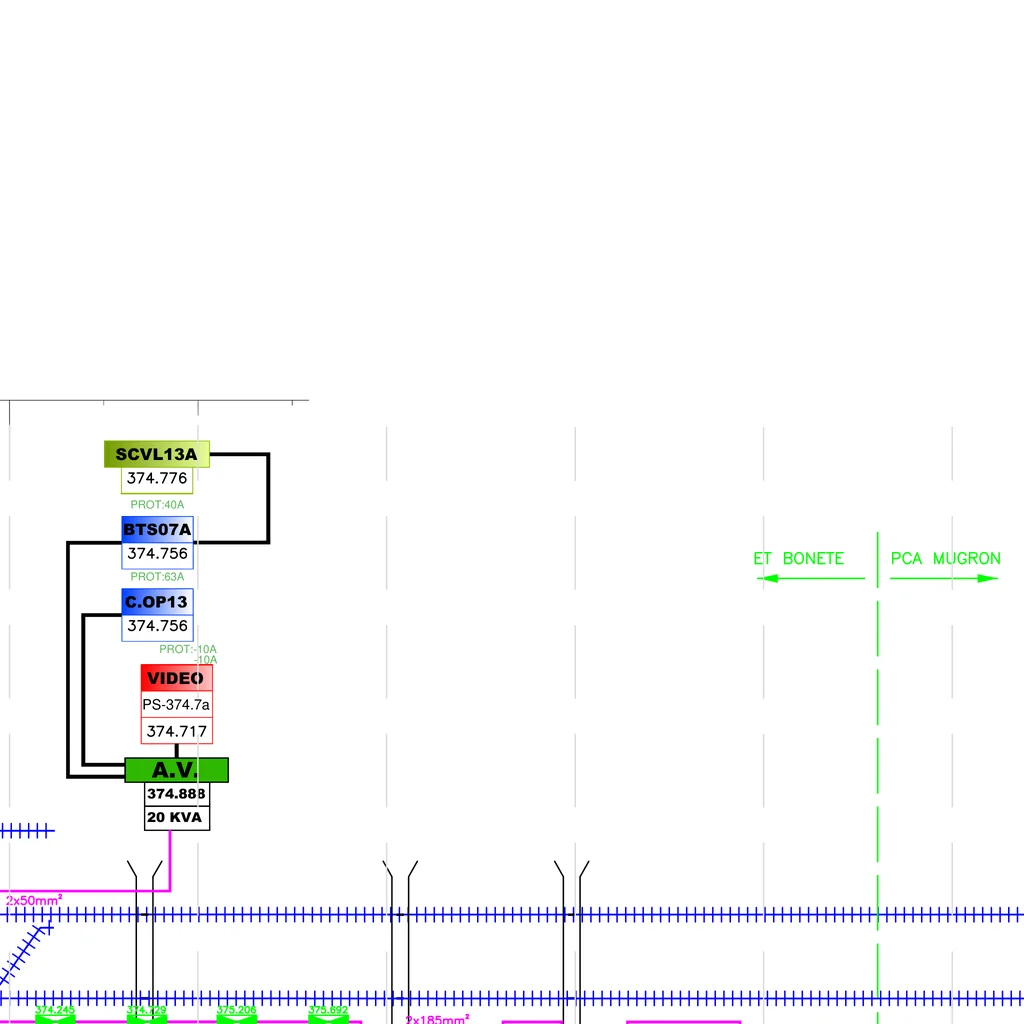 SCVL13A
374.776
PROT:40A
BTS07A
374.756
PROT:63A
C.OP13
374.756
PROT:-10A
-10A
VIDEO
PS-374.7a
374.717
A.V.
374.888
20 KVA
ET BONETE
PCA MUGRON
2x50mm²
374.245
374.729
375.206
375.692
2x185mm²